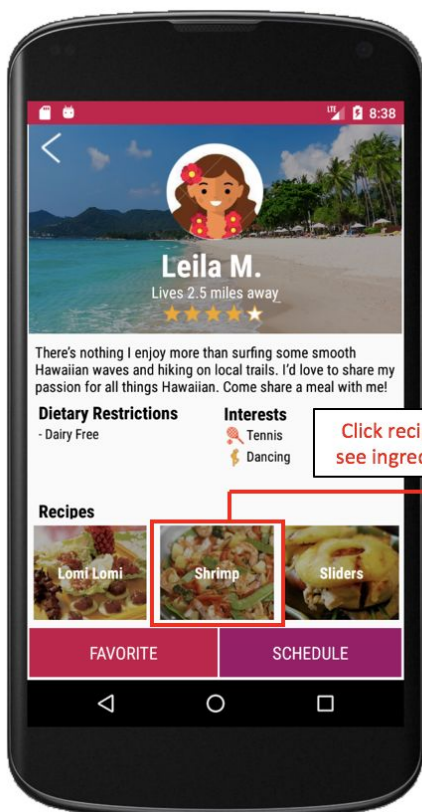 LTE 8:38
Leila M.
Lives 2.5 miles away
There's nothing I enjoy more than surfing some smooth
Hawaiian waves and hiking on local trails. I'd love to share my
passion for all things Hawaiian. Come share a meal with me!
Dietary Restrictions
- Dairy Free
Interests
Tennis
Dancing
Click reci
see ingred
Recipes
Lomi Lomi
Shrimp
Sliders
FAVORITE
SCHEDULE